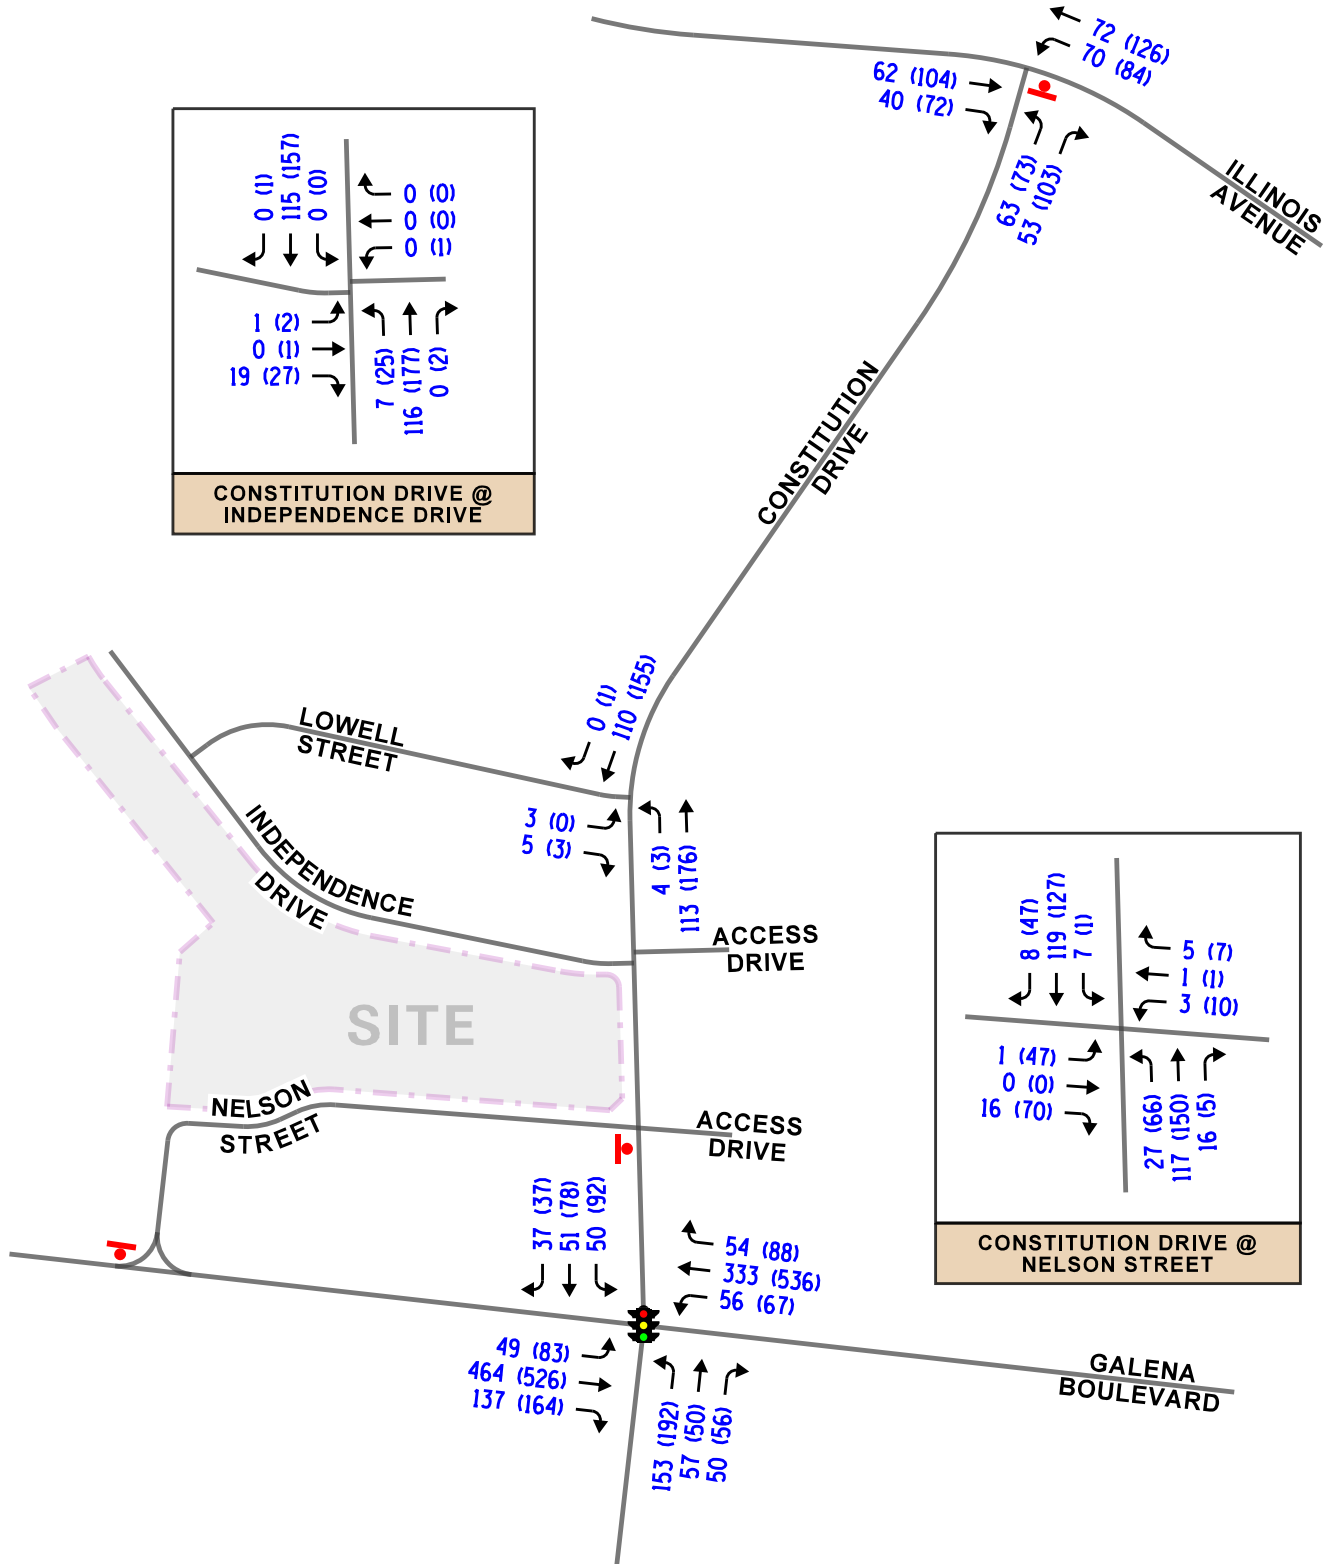 72 (126)
70 (84)
62 (104)
40 (72)
63 (73)
53 (103)
ILLINOIS
AVENUE
0 (1)
115 (157)
0 (0)
0 (0)
0 (0)
0 (1)
1 (2)
0 (1)
19 (27)
7 (25)
116 (177)
0 (2)
CONSTITUTION DRIVE @
INDEPENDENCE DRIVE
CONSTITUTION
DRIVE
0 (1)
110 (155)
LOWELL
STREET
3 (0)
5 (3)
4 (3)
113 (176)
INDEPENDENCE
DRIVE
ACCESS
DRIVE
SITE
8 (47)
119 (127)
7 (1)
5 (7)
1 (1)
3 (10)
1 (47)
0 (0)
16 (70)
27 (66)
117 (150)
16 (5)
CONSTITUTION DRIVE @
NELSON STREET
NELSON
STREET
ACCESS
DRIVE
37 (37)
51 (78)
50 (92)
54 (88)
333 (536)
56 (67)
49 (83)
464 (526)
137 (164)
153 (192)
57 (50)
50 (56)
GALENA
BOULEVARD